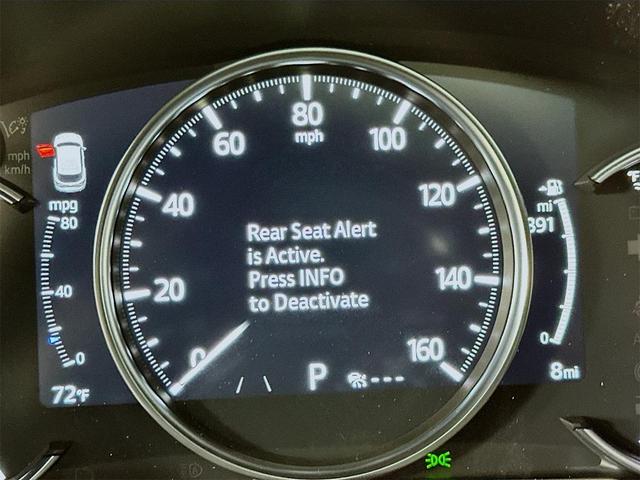 80
mph
60
100
mph
km/h
mpg
80
40
120
mi
391
Rear Seat Alert
is Active.
Press INFO
to Deactivate
40
20
140
0
0
160
0
P
---
72°F
8mi